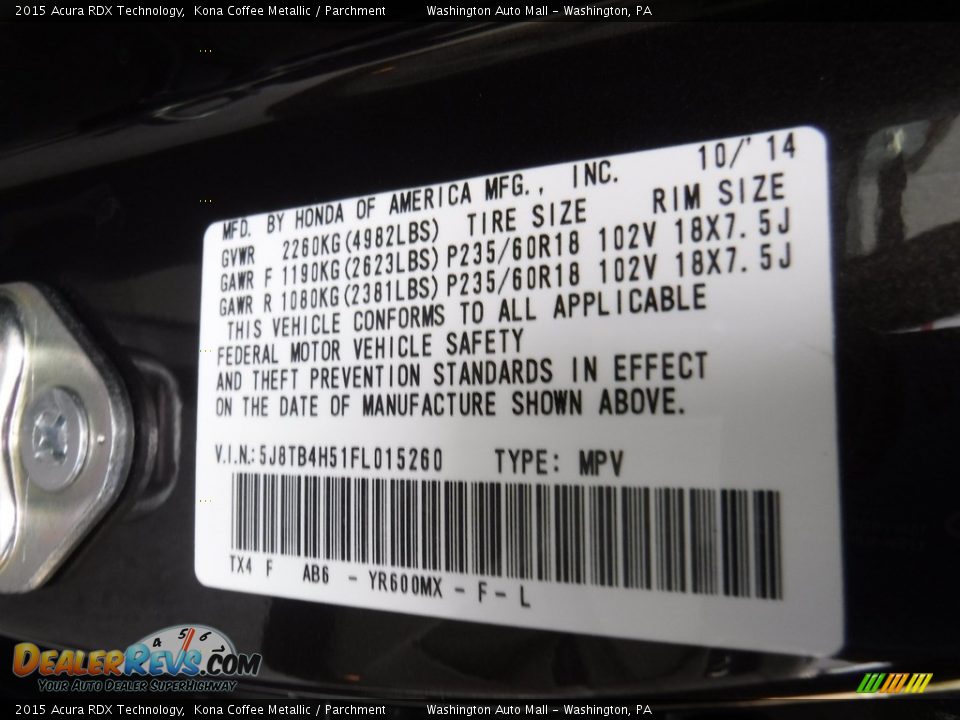 2015 Acura RDX Technology, Kona Coffee Metallic / Parchment Washington Auto Mall - Washington, PA
10/'14
MFD. BY HONDA OF AMERICA MFG., INC.
GVWR 2260KG(4982LBS) TIRE SIZE RIM SIZE
GAWR F 1190KG(2623LBS) P235/60R18 102V 18X7.5J
GAWR R 1080KG(2381LBS) P235/60R18 102V 18X7.5J
THIS VEHICLE CONFORMS TO ALL APPLICABLE
FEDERAL MOTOR VEHICLE SAFETY
AND THEFT PREVENTION STANDARDS IN EFFECT
ON THE DATE OF MANUFACTURE SHOWN ABOVE.
V.I.N.: 5J8TB4H51FL015260 TYPE: MPV
TX4 F AB6 - YR600MX - F - L
4 5 6
DealerRevs.com
Your Auto Dealer SuperHighway
2015 Acura RDX Technology, Kona Coffee Metallic / Parchment Washington Auto Mall - Washington, PA